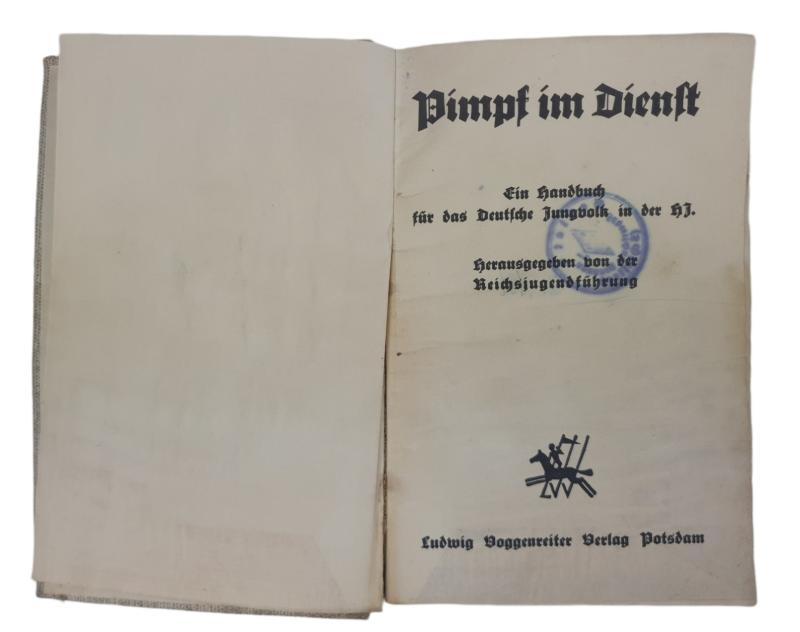 Pimpf im Dienst
Ein Handbuch
für das Deutsche Jungvolk in der HJ.
Herausgegeben von der
Reichsjugendführung
LVV
Ludwig Voggenreiter Verlag Potsdam